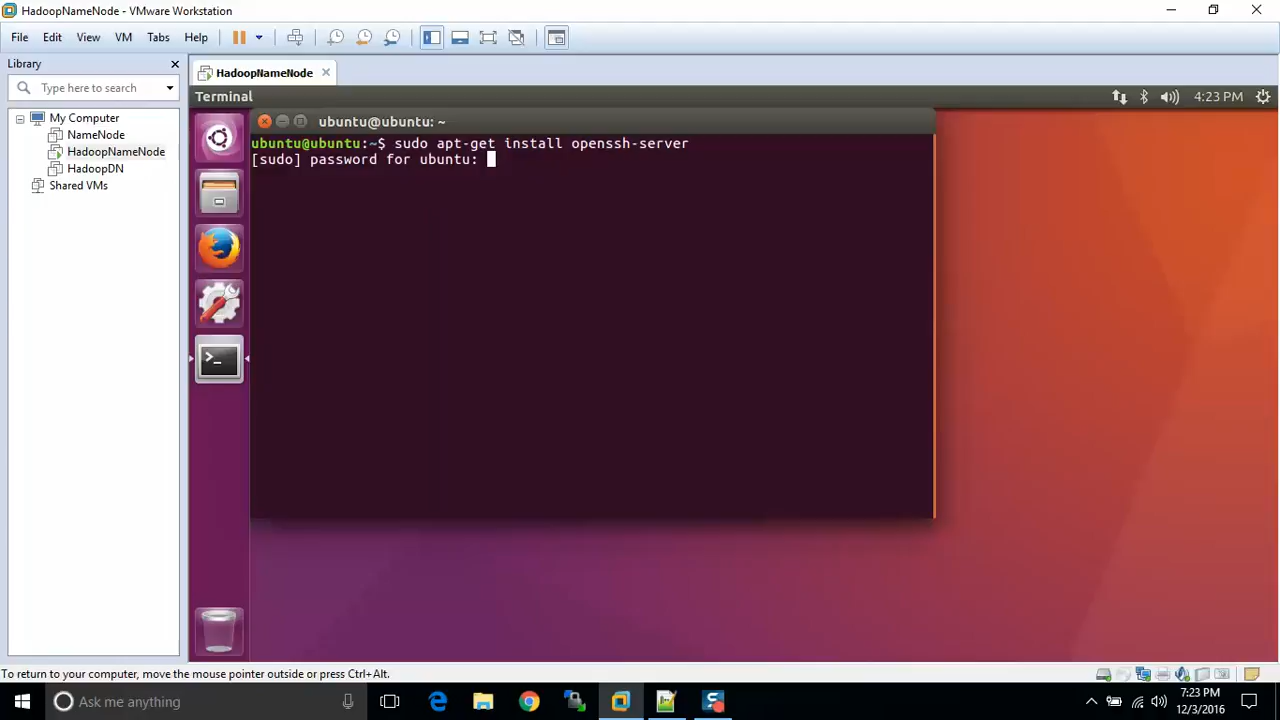 HadoopNameNode - VMware Workstation
File Edit View VM Tabs Help
Library
Type here to search
My Computer
NameNode
HadoopNameNode
HadoopDN
Shared VMs
HadoopNameNode
Terminal 4:23 PM
ubuntu@ubuntu: ~
ubuntu@ubuntu:~$ sudo apt-get install openssh-server
[sudo] password for ubuntu:
To return to your computer, move the mouse pointer outside or press Ctrl+Alt.
Ask me anything
7:23 PM
12/3/2016